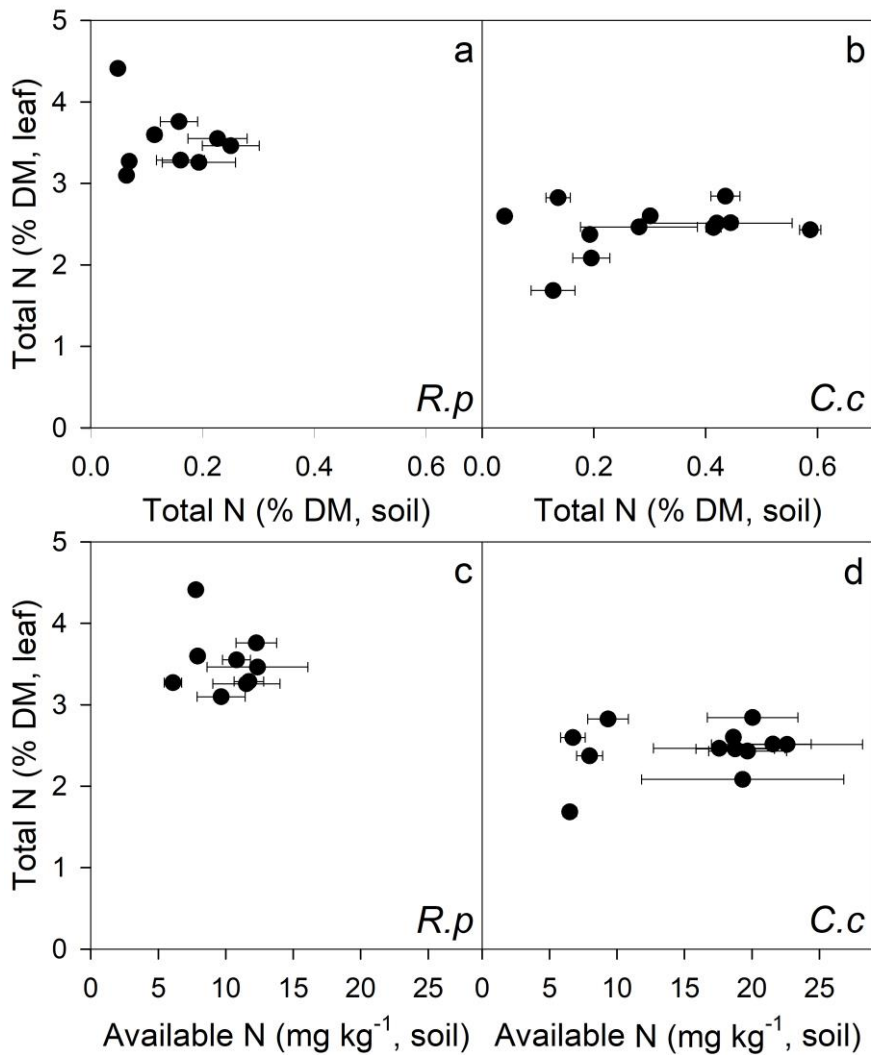 5
4
3
2
1
0
Total N (% DM, leaf)
a
R.p
b
C.c
0.0 0.2 0.4 0.6
0.0 0.2 0.4 0.6
Total N (% DM, soil)
Total N (% DM, soil)
5
4
3
2
1
0
Total N (% DM, leaf)
c
R.p
d
C.c
0 5 10 15 20 25
0 5 10 15 20 25
Available N (mg kg⁻¹, soil)
Available N (mg kg⁻¹, soil)